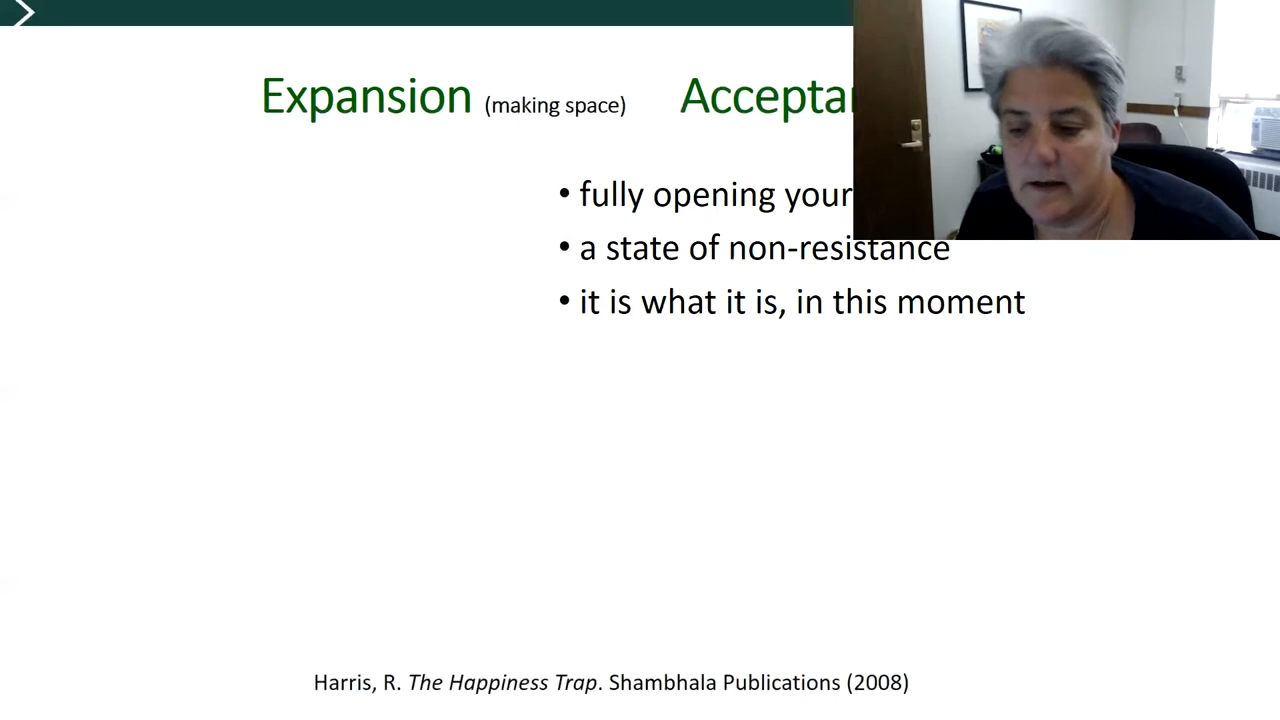 Expansion (making space) Accepta
• fully opening your
• a state of non-resistance
• it is what it is, in this moment
Harris, R. The Happiness Trap. Shambhala Publications (2008)